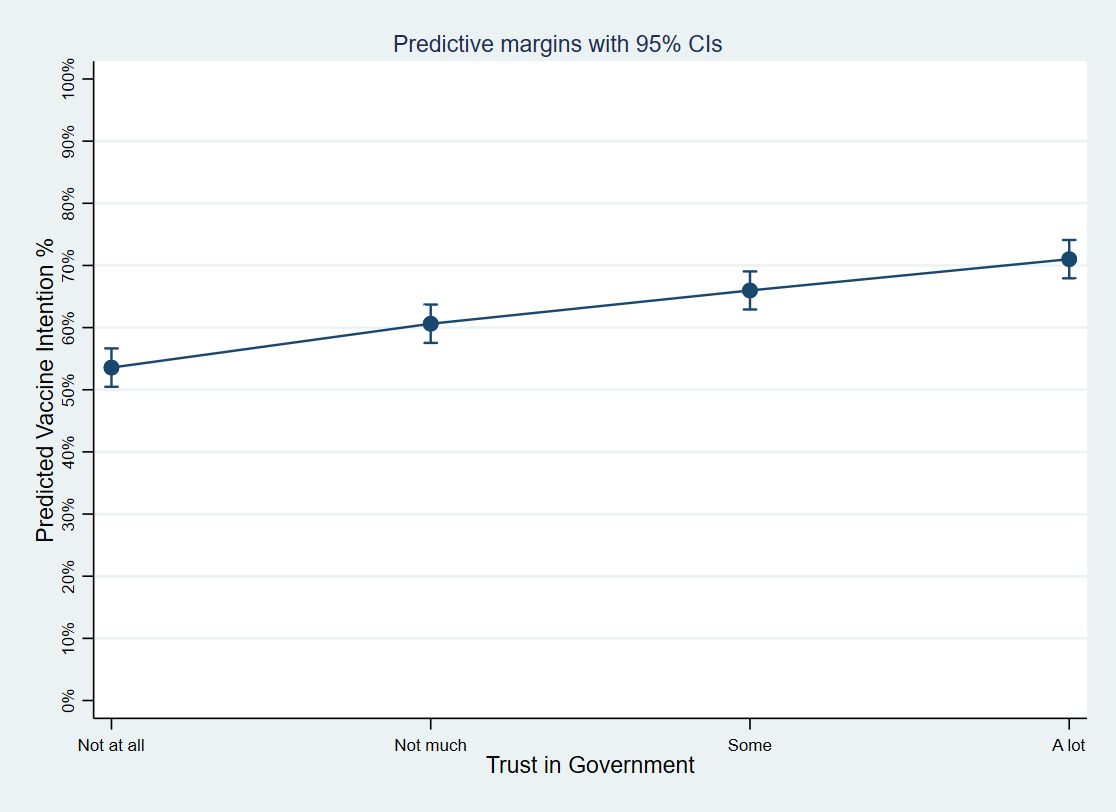 Predictive margins with 95% CIs
Predicted Vaccine Intention %
100%
90%
80%
70%
60%
50%
40%
30%
20%
10%
0%
Not at all
Not much
Some
A lot
Trust in Government